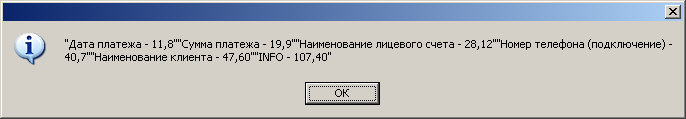 "Дата платежа - 11,8""Сумма платежа - 19,9""Наименование лицевого счета - 28,12""Номер телефона (подключение) -
40,7""Наименование клиента - 47,60""INFO - 107,40"
OK